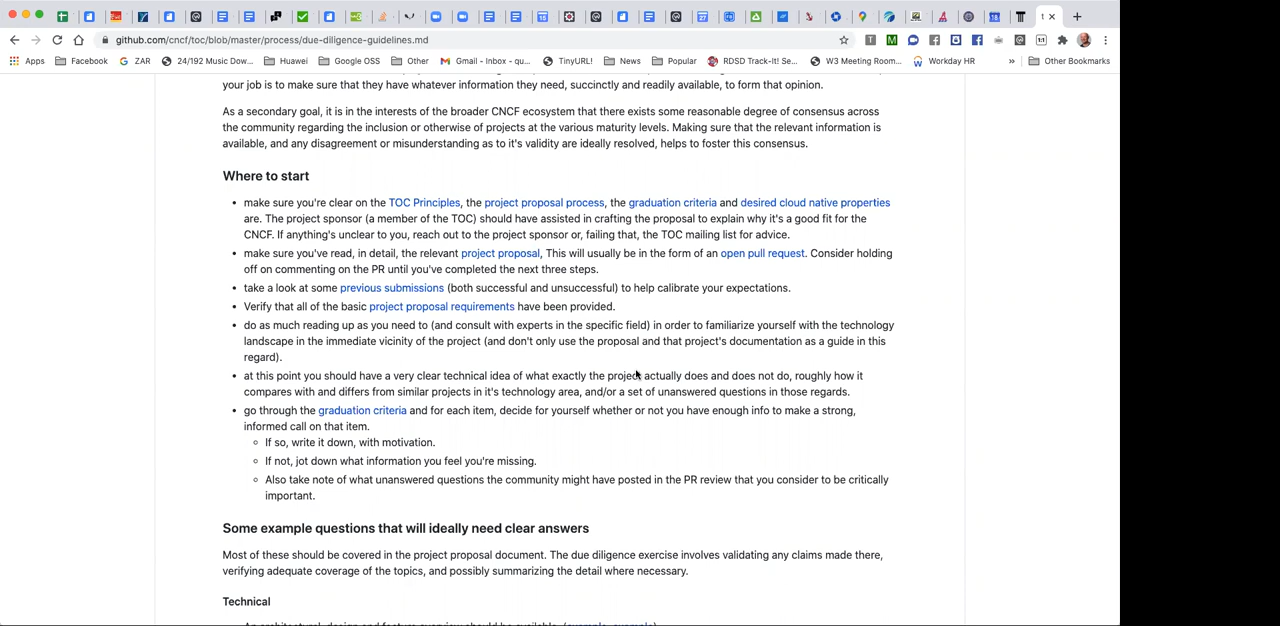 1
github.com/cncf/toc/blob/master/process/due-diligence-guidelines.md
Apps Facebook ZAR 24/192 Music Dow... Huawei Google OSS Other Gmail - Inbox - qu... TinyURL! News Popular RDSD Track-It! Se... W3 Meeting Room... Workday HR » Other Bookmarks
your job is to make sure that they have whatever information they need, succinctly and readily available, to form that opinion.
As a secondary goal, it is in the interests of the broader CNCF ecosystem that there exists some reasonable degree of consensus across
the community regarding the inclusion or otherwise of projects at the various maturity levels. Making sure that the relevant information is
available, and any disagreement or misunderstanding as to it's validity are ideally resolved, helps to foster this consensus.
Where to start
• make sure you're clear on the TOC Principles, the project proposal process, the graduation criteria and desired cloud native properties
are. The project sponsor (a member of the TOC) should have assisted in crafting the proposal to explain why it's a good fit for the
CNCF. If anything's unclear to you, reach out to the project sponsor or, failing that, the TOC mailing list for advice.
• make sure you've read, in detail, the relevant project proposal, This will usually be in the form of an open pull request. Consider holding
off on commenting on the PR until you've completed the next three steps.
• take a look at some previous submissions (both successful and unsuccessful) to help calibrate your expectations.
• Verify that all of the basic project proposal requirements have been provided.
• do as much reading up as you need to (and consult with experts in the specific field) in order to familiarize yourself with the technology
landscape in the immediate vicinity of the project (and don't only use the proposal and that project's documentation as a guide in this
regard).
• at this point you should have a very clear technical idea of what exactly the project actually does and does not do, roughly how it
compares with and differs from similar projects in it's technology area, and/or a set of unanswered questions in those regards.
• go through the graduation criteria and for each item, decide for yourself whether or not you have enough info to make a strong,
informed call on that item.
◦ If so, write it down, with motivation.
◦ If not, jot down what information you feel you're missing.
◦ Also take note of what unanswered questions the community might have posted in the PR review that you consider to be critically
important.
Some example questions that will ideally need clear answers
Most of these should be covered in the project proposal document. The due diligence exercise involves validating any claims made there,
verifying adequate coverage of the topics, and possibly summarizing the detail where necessary.
Technical